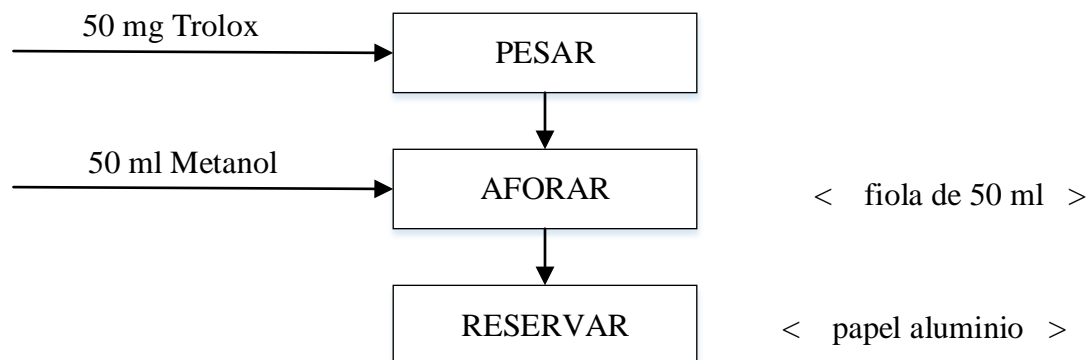 50 mg Trolox
PESAR
50 ml Metanol
AFORAR
< fiola de 50 ml >
RESERVAR
< papel aluminio >